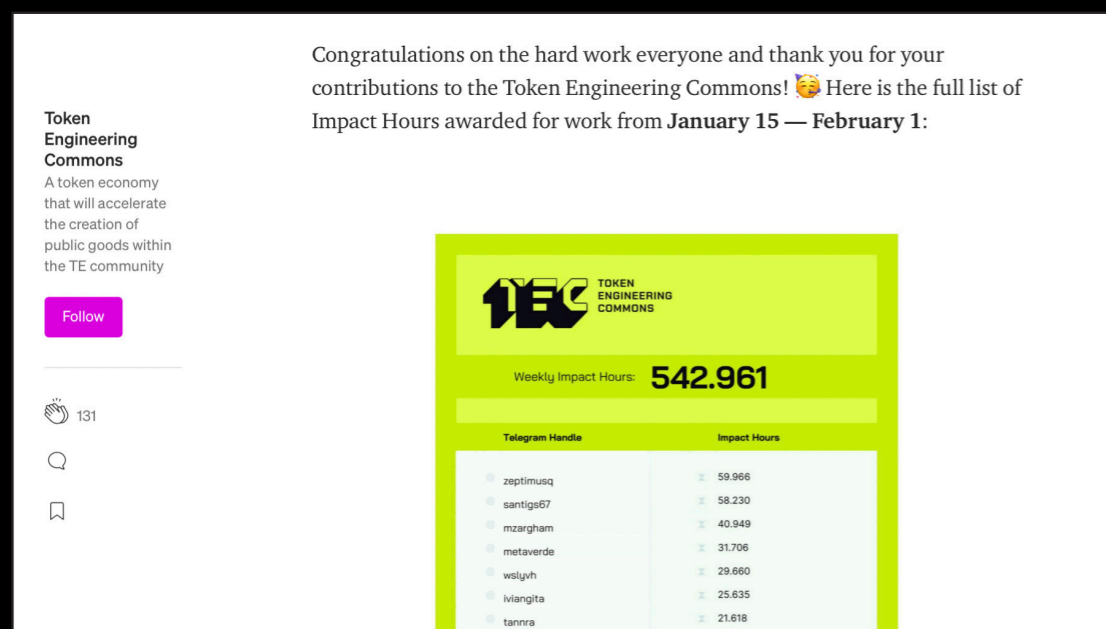 Congratulations on the hard work everyone and thank you for your
contributions to the Token Engineering Commons! 🥳 Here is the full list of
Impact Hours awarded for work from January 15 — February 1:
Token
Engineering
Commons
A token economy
that will accelerate
the creation of
public goods within
the TE community
Follow
131
TEC
TOKEN
ENGINEERING
COMMONS
Weekly Impact Hours: 542.961
Telegram Handle Impact Hours
zeptimusq 59.966
santigs67 58.230
mzargham 40.949
metaverde 31.706
wslyvh 29.660
iviangita 25.635
tannra 21.618